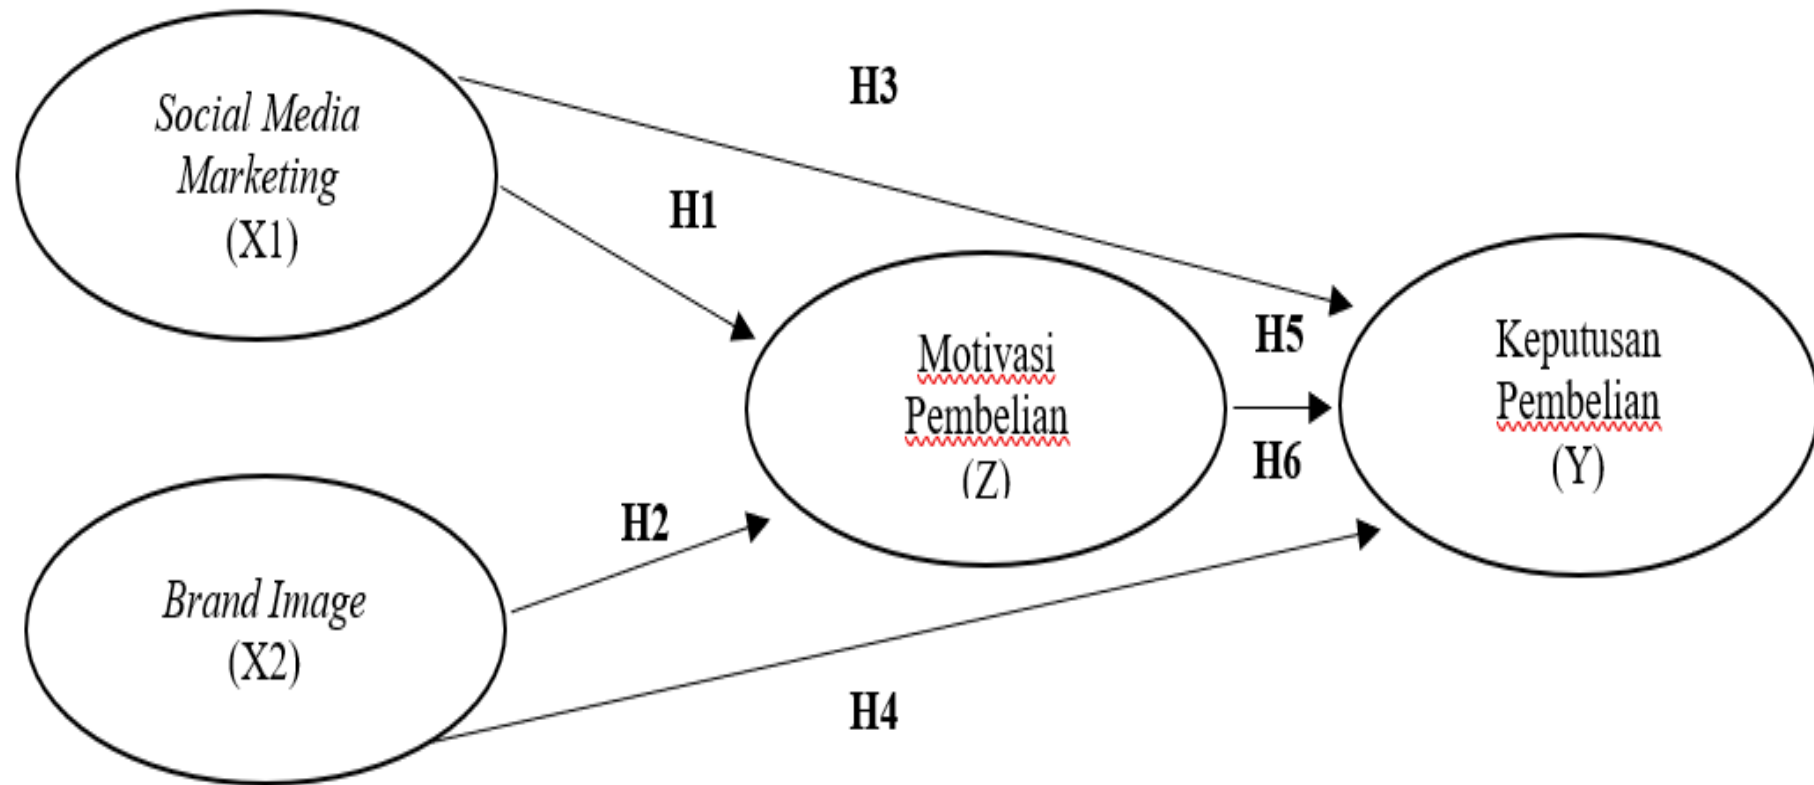 Social Media
Marketing
(X1)
H3
H1
Motivasi
Pembelian
(Z)
H5
H6
Keputusan
Pembelian
(Y)
H2
Brand Image
(X2)
H4